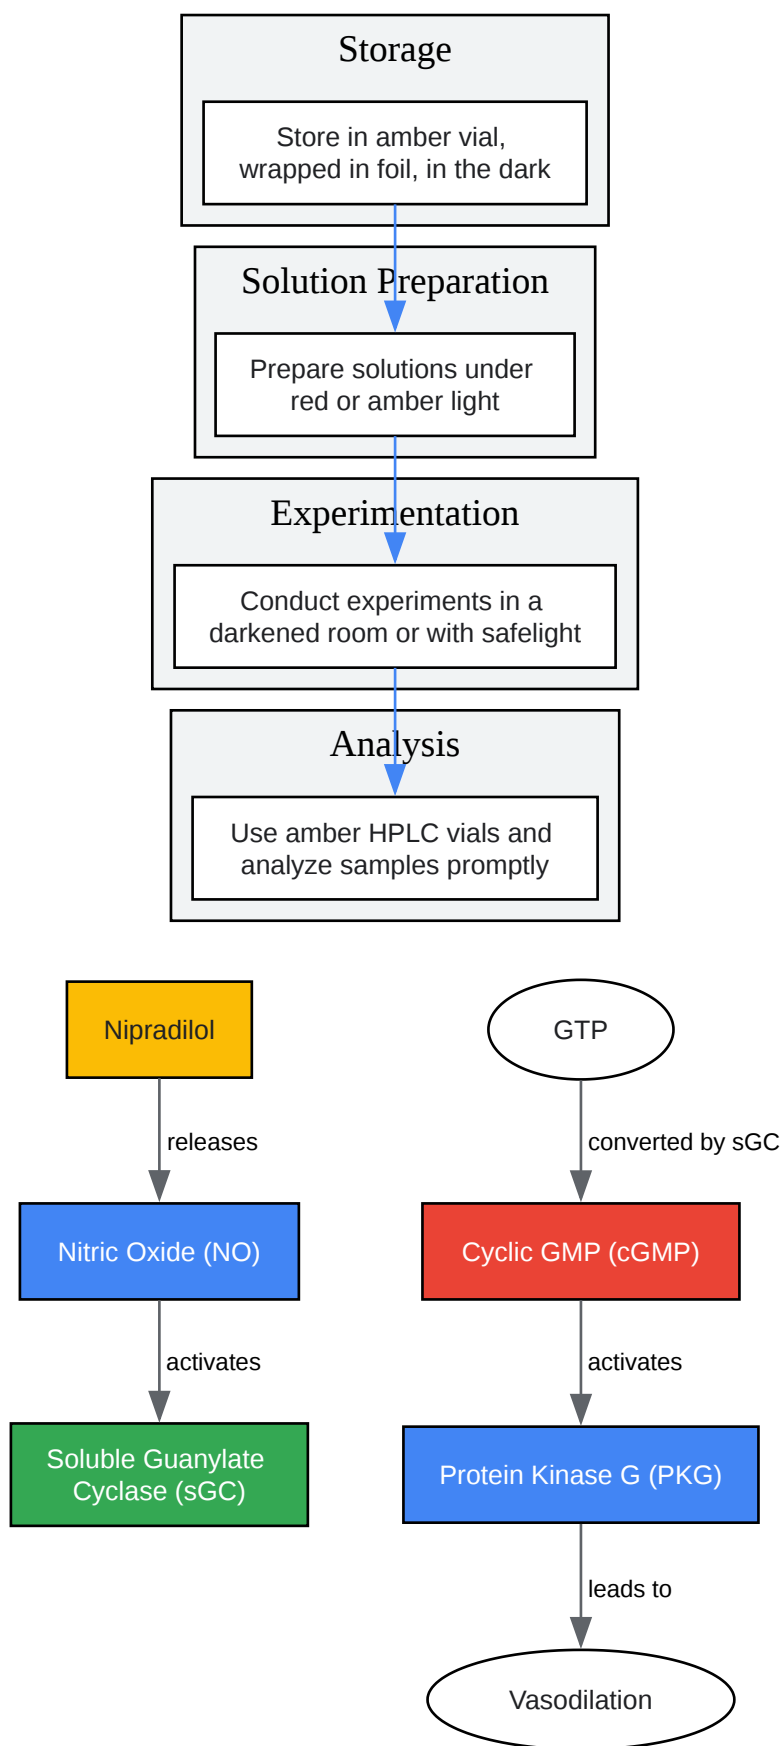 Storage
Store in amber vial,
wrapped in foil, in the dark
Solution Preparation
Prepare solutions under
red or amber light
Experimentation
Conduct experiments in a
darkened room or with safelight
Analysis
Use amber HPLC vials and
analyze samples promptly
Nipradilol
releases
Nitric Oxide (NO)
activates
Soluble Guanylate
Cyclase (sGC)
GTP
converted by sGC
Cyclic GMP (cGMP)
activates
Protein Kinase G (PKG)
leads to
Vasodilation